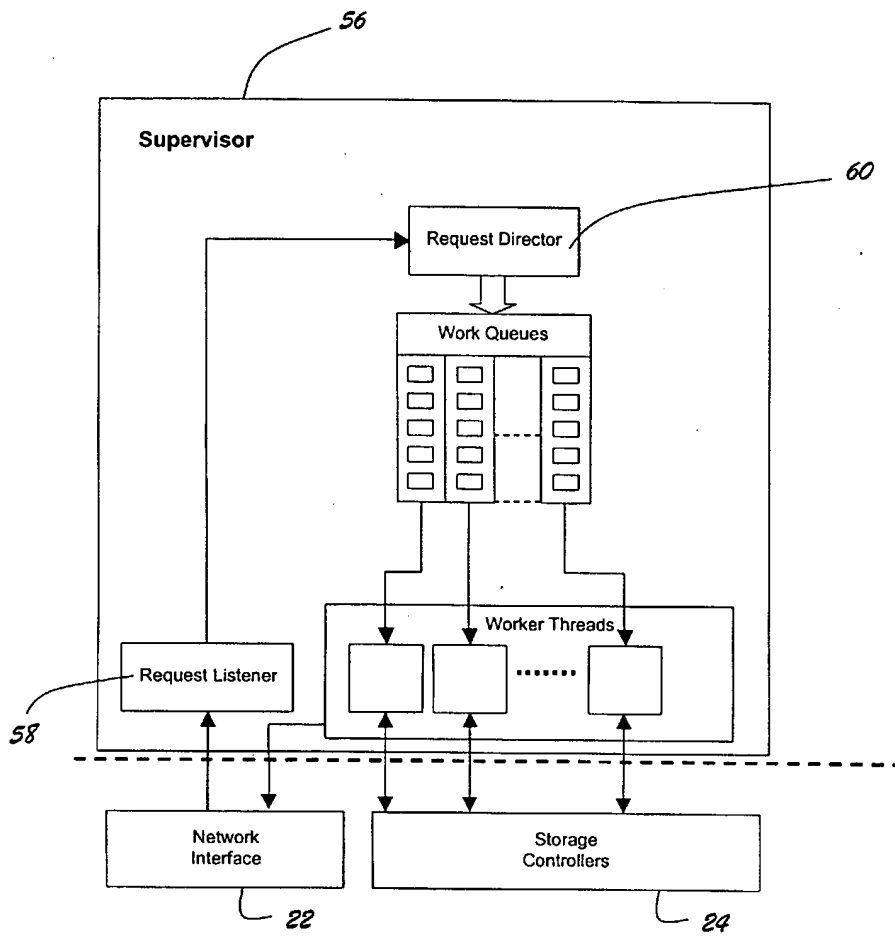 56
Supervisor
60
Request Director
Work Queues
Worker Threads
Request Listener
58
Network
Interface
Storage
Controllers
22
24